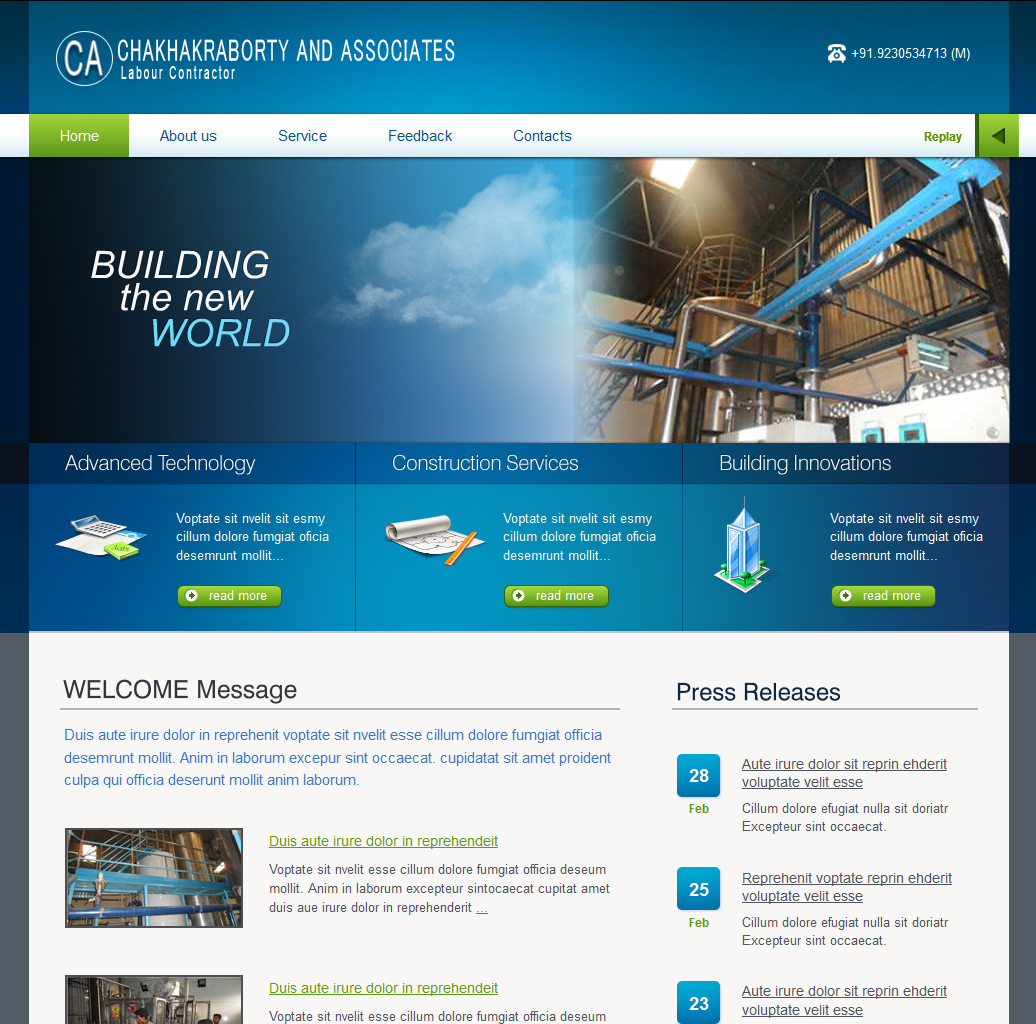 CA CHAKHAKRABORTY AND ASSOCIATES
Labour Contractor
+91.9230534713 (M)
Home About us Service Feedback Contacts Replay
BUILDING
the new
WORLD
Advanced Technology
Voptate sit nvelit sit esmy
cillum dolore fumgiat oficia
desemrunt mollit...
read more
Construction Services
Voptate sit nvelit sit esmy
cillum dolore fumgiat oficia
desemrunt mollit...
read more
Building Innovations
Voptate sit nvelit sit esmy
cillum dolore fumgiat oficia
desemrunt mollit...
read more
WELCOME Message
Duis aute irure dolor in reprehenit voptate sit nvelit esse cillum dolore fumgiat officia
desemrunt mollit. Anim in laborum excepur sint occaecat. cupidatat sit amet proident
culpa qui officia deserunt mollit anim laborum.
Duis aute irure dolor in reprehendeit
Voptate sit nvelit esse cillum dolore fumgiat officia deseum
mollit. Anim in laborum excepteur sintocaecat cupitat amet
duis aue irure dolor in reprehenderit ...
Duis aute irure dolor in reprehendeit
Voptate sit nvelit esse cillum dolore fumgiat officia deseum
Press Releases
28
Feb
Aute irure dolor sit reprin ehderit
voluptate velit esse
Cillum dolore efugiat nulla sit doriatr
Excepteur sint occaecat.
25
Feb
Reprehenit voptate reprin ehderit
voluptate velit esse
Cillum dolore efugiat nulla sit doriatr
Excepteur sint occaecat.
23
Aute irure dolor sit reprin ehderit
voluptate velit esse